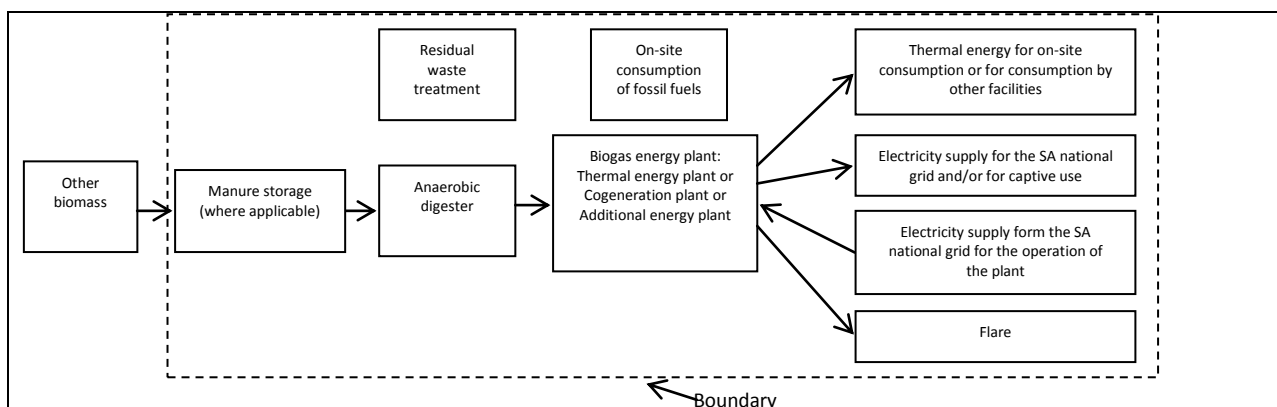 Other
biomass
Manure storage
(where applicable)
Residual
waste
treatment
Anaerobic
digester
On-site
consumption
of fossil fuels
Biogas energy plant:
Thermal energy plant or
Cogeneration plant or
Additional energy plant
Thermal energy for on-site
consumption or for consumption by
other facilities
Electricity supply for the SA national
grid and/or for captive use
Electricity supply form the SA
national grid for the operation of
the plant
Flare
Boundary